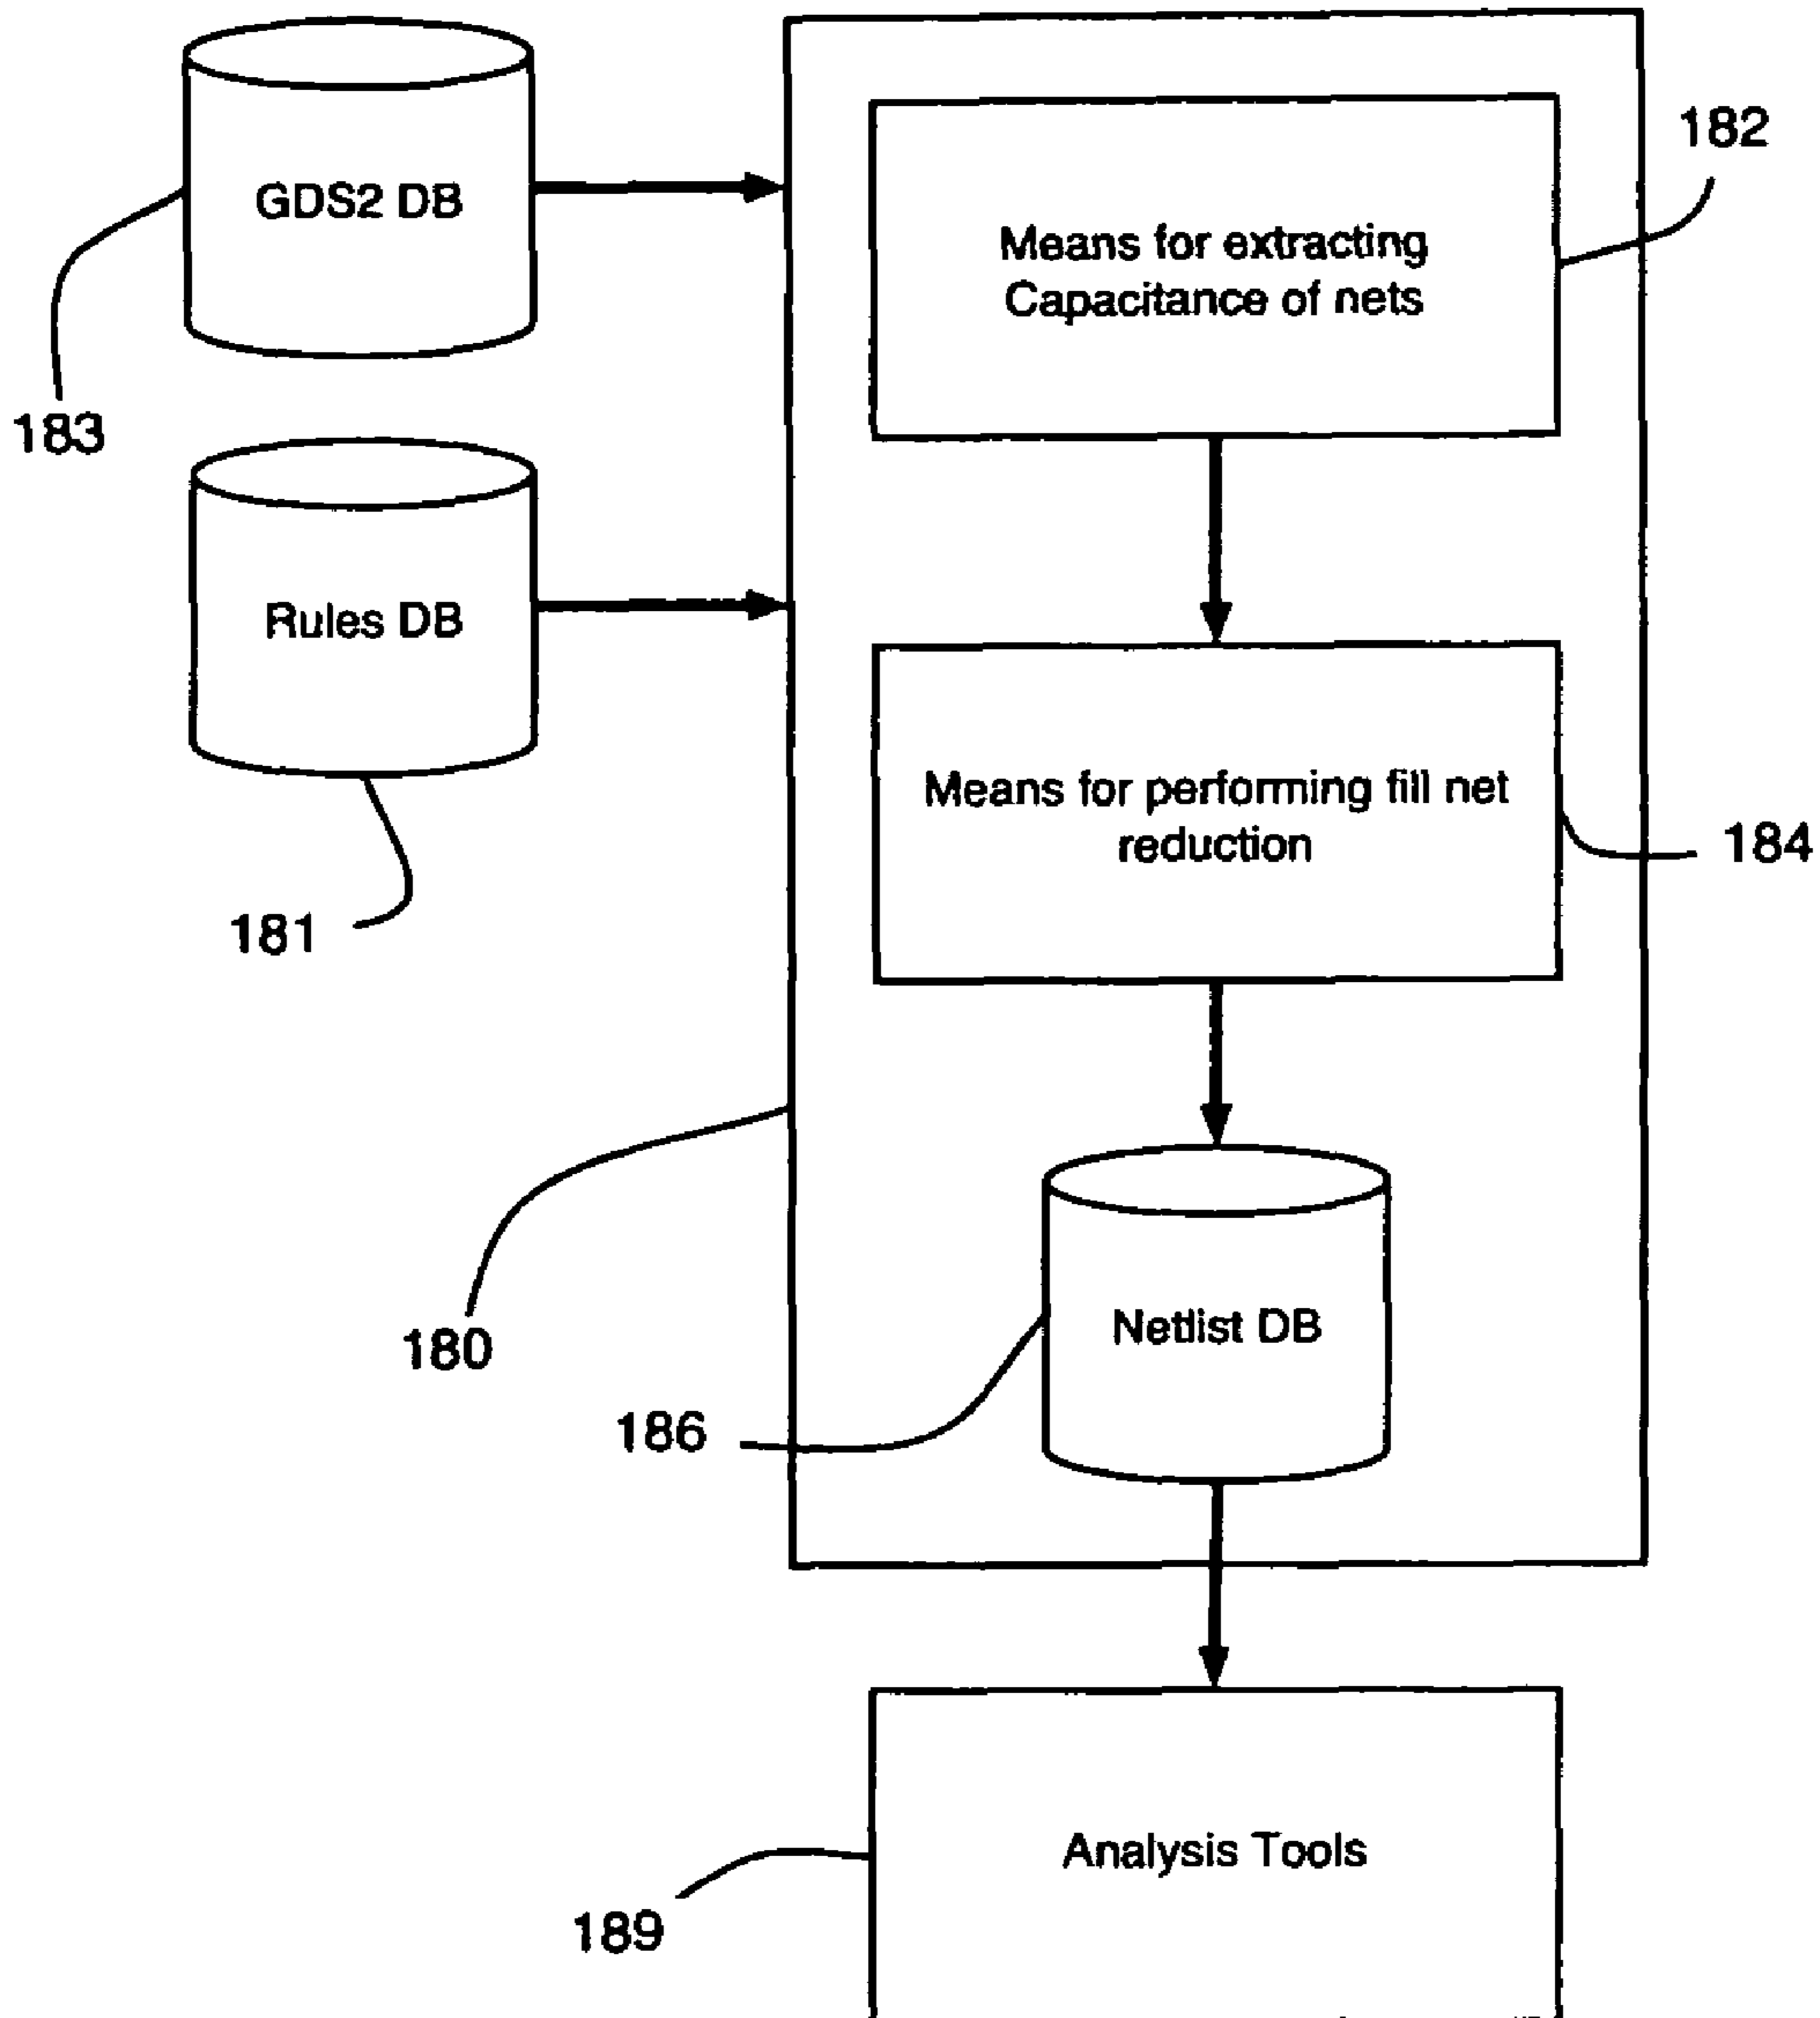 GDS2 DB
182
Means for extracting
Capacitance of nets
183
Rules DB
Means for performing fill net
reduction
184
181
180
Netlist DB
186
Analysis Tools
189